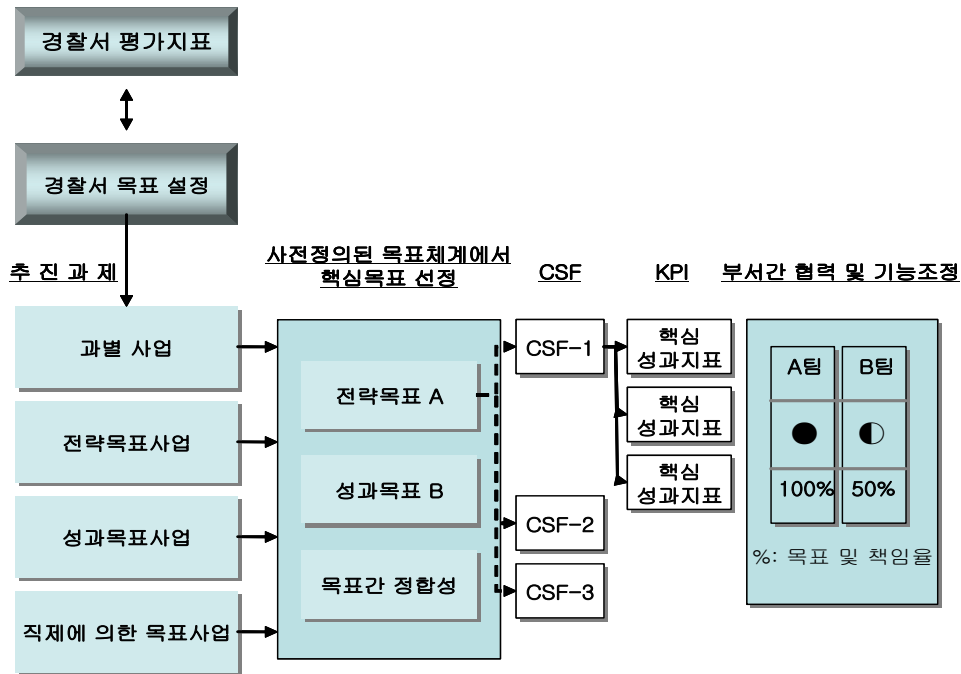 경찰서 평가지표
경찰서 목표 설정
추 진 과 제
사전정의된 목표체계에서
핵심목표 선정
CSF
KPI
부서간 협력 및 기능조정
과별 사업
전략목표사업
성과목표사업
직제에 의한 목표사업
전략목표 A
성과목표 B
목표간 정합성
CSF-1
CSF-2
CSF-3
핵심
성과지표
핵심
성과지표
핵심
성과지표
A팀 B팀
100% 50%
%: 목표 및 책임율